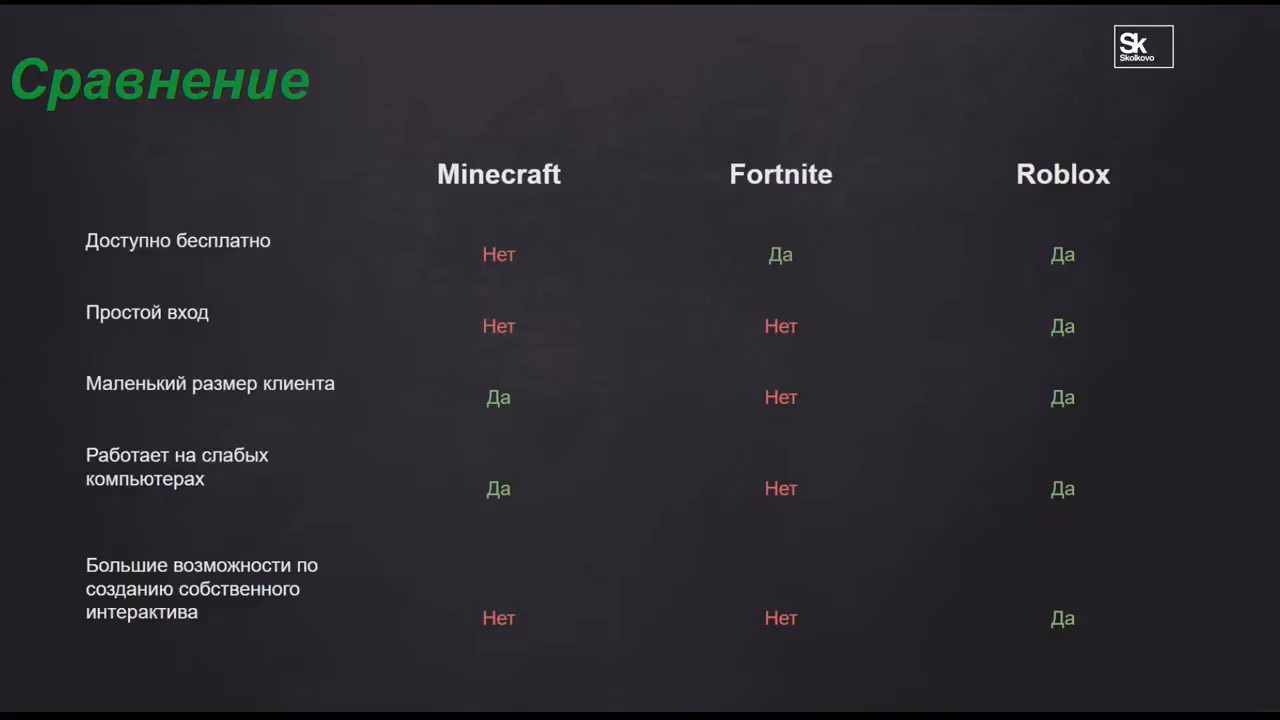 Sk
Skolkovo
Сравнение
Minecraft Fortnite Roblox
Доступно бесплатно Нет Да Да
Простой вход Нет Нет Да
Маленький размер клиента Да Нет Да
Работает на слабых
компьютерах Да Нет Да
Большие возможности по
созданию собственного
интерактива Нет Нет Да